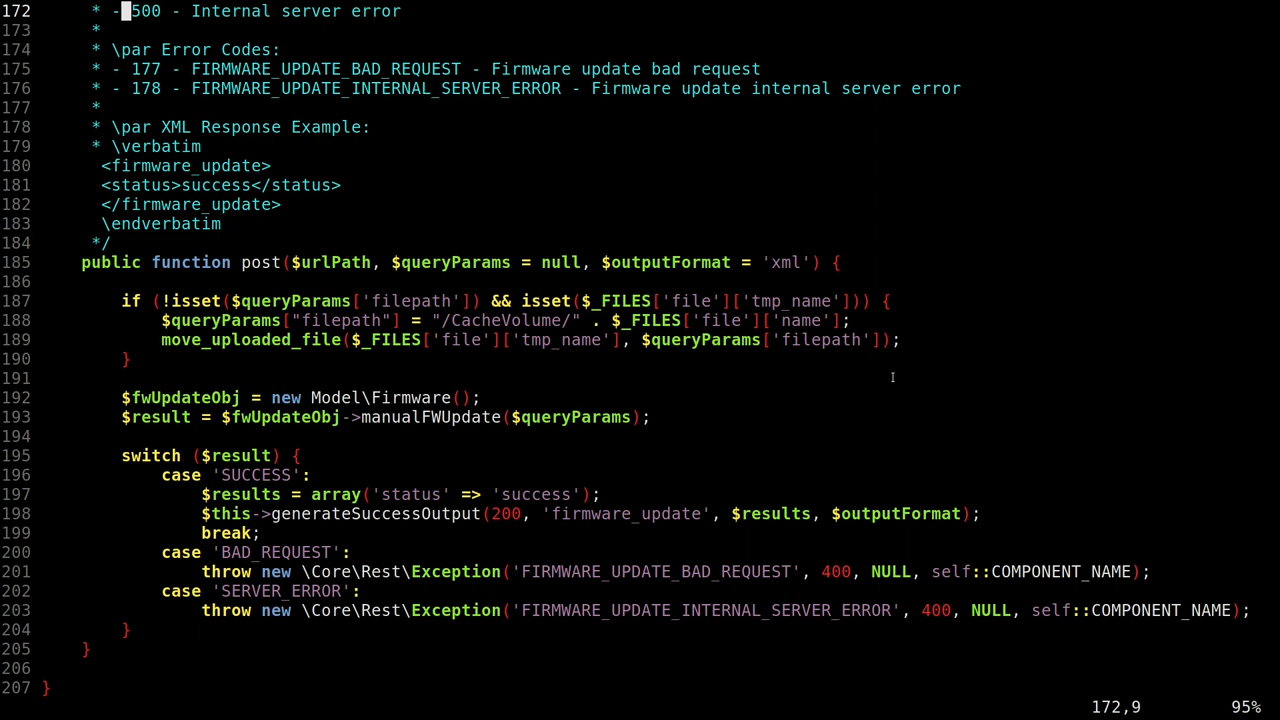 172      * - 500 - Internal server error
173      *
174      * \par Error Codes:
175      * - 177 - FIRMWARE_UPDATE_BAD_REQUEST - Firmware update bad request
176      * - 178 - FIRMWARE_UPDATE_INTERNAL_SERVER_ERROR - Firmware update internal server error
177      *
178      * \par XML Response Example:
179      * \verbatim
180       <firmware_update>
181       <status>success</status>
182       </firmware_update>
183       \endverbatim
184      */
185     public function post($urlPath, $queryParams = null, $outputFormat = 'xml') {
186
187         if (!isset($queryParams['filepath']) && isset($_FILES['file']['tmp_name'])) {
188             $queryParams["filepath"] = "/CacheVolume/" . $_FILES['file']['name'];
189             move_uploaded_file($_FILES['file']['tmp_name'], $queryParams['filepath']);
190         }
191
192         $fwUpdateObj = new Model\Firmware();
193         $result = $fwUpdateObj->manualFWUpdate($queryParams);
194
195         switch ($result) {
196             case 'SUCCESS':
197                 $results = array('status' => 'success');
198                 $this->generateSuccessOutput(200, 'firmware_update', $results, $outputFormat);
199                 break;
200             case 'BAD_REQUEST':
201                 throw new \Core\Rest\Exception('FIRMWARE_UPDATE_BAD_REQUEST', 400, NULL, self::COMPONENT_NAME);
202             case 'SERVER_ERROR':
203                 throw new \Core\Rest\Exception('FIRMWARE_UPDATE_INTERNAL_SERVER_ERROR', 400, NULL, self::COMPONENT_NAME);
204         }
205     }
206
207 }
172,9 95%